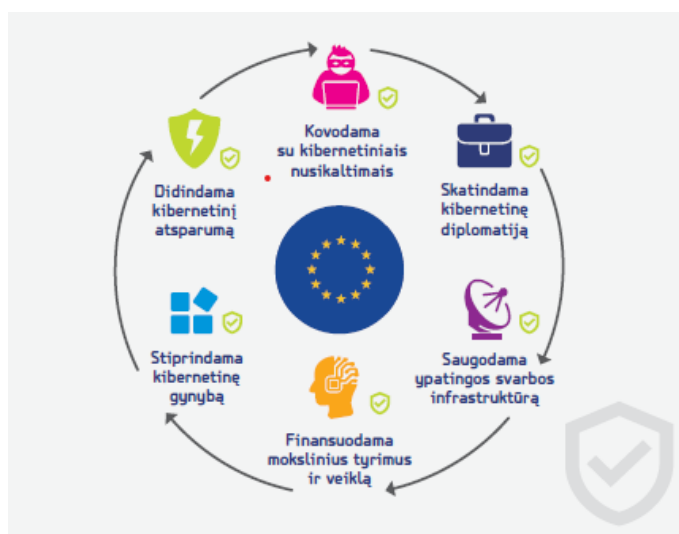 Kovodama
su kibernetiniais
nusikaltimais
Skatindama
kibernetinę
diplomatiją
Saugodama
ypatingos svarbos
infrastruktūrą
Finansuodama
mokslinius tyrimus
ir veiklą
Stiprindama
kibernetinę
gynybą
Didindama
kibernetinį
atsparumą